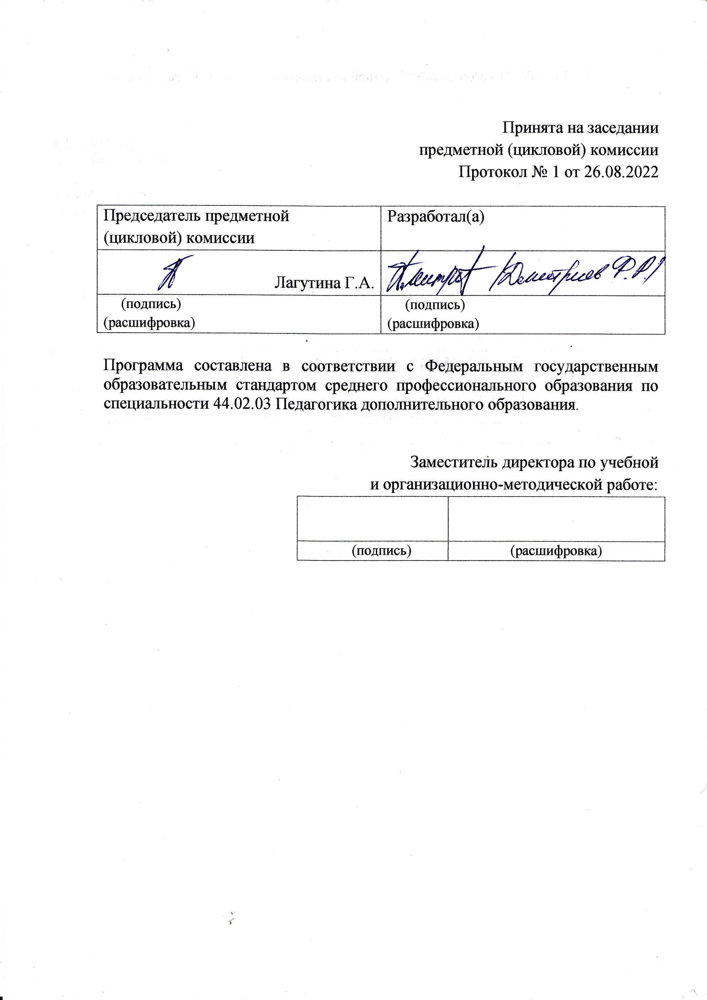 Принята на заседании
предметной (цикловой) комиссии
Протокол № 1 от 26.08.2022
Председатель предметной
(цикловой) комиссии
Разработал(а)
Лагутина Г.А.
Дмитриев Р.Р.
(подпись)
(расшифровка)
(подпись)
(расшифровка)
Программа составлена в соответствии с Федеральным государственным
образовательным стандартом среднего профессионального образования по
специальности 44.02.03 Педагогика дополнительного образования.
Заместитель директора по учебной
и организационно-методической работе:
(подпись)
(расшифровка)